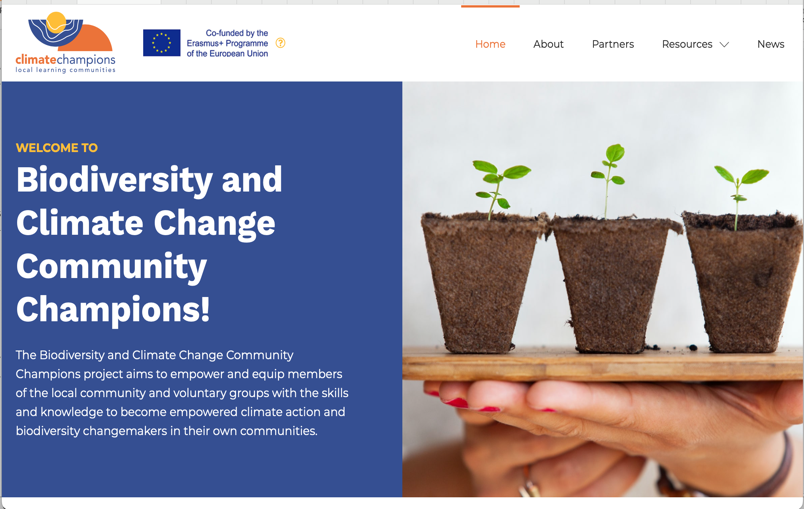 climatechampions
local learning communities
Co-funded by the
Erasmus+ Programme
of the European Union
?
Home
About
Partners
Resources
News
WELCOME TO
Biodiversity and
Climate Change
Community
Champions!
The Biodiversity and Climate Change Community
Champions project aims to empower and equip members
of the local community and voluntary groups with the skills
and knowledge to become empowered climate action and
biodiversity changemakers in their own communities.